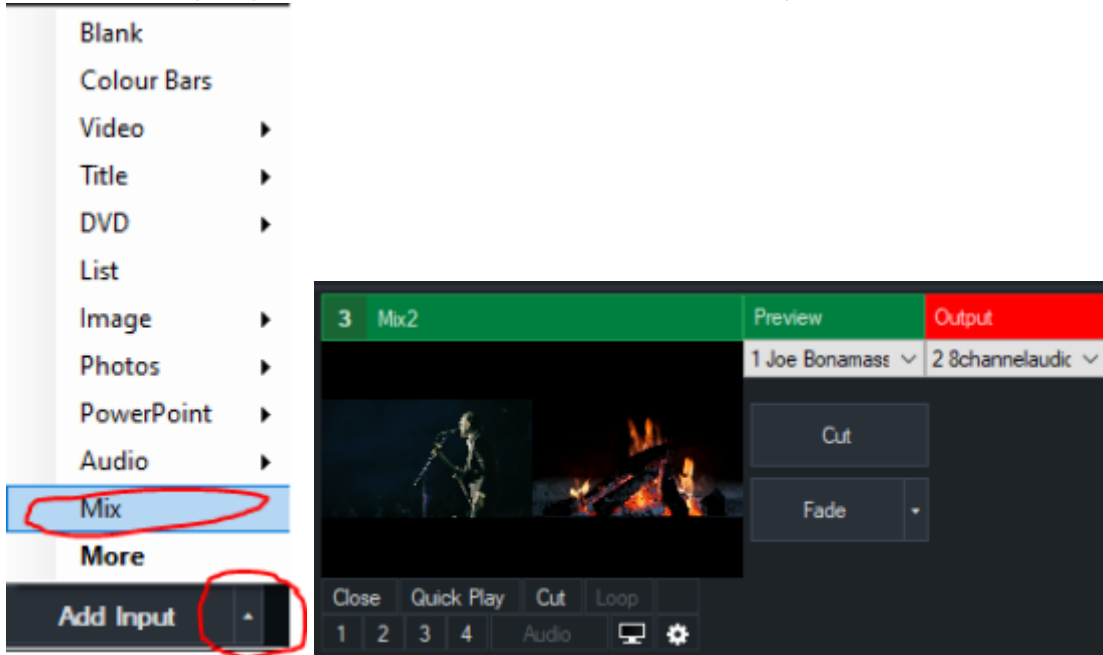 Blank
Colour Bars
Video
Title
DVD
List
Image
Photos
PowerPoint
Audio
Mix
More
Add Input
3 Mix2 Preview Output
1 Joe Bonamass 2 8channelaudic
Cut
Fade
Close Quick Play Cut Loop
1 2 3 4 Audio